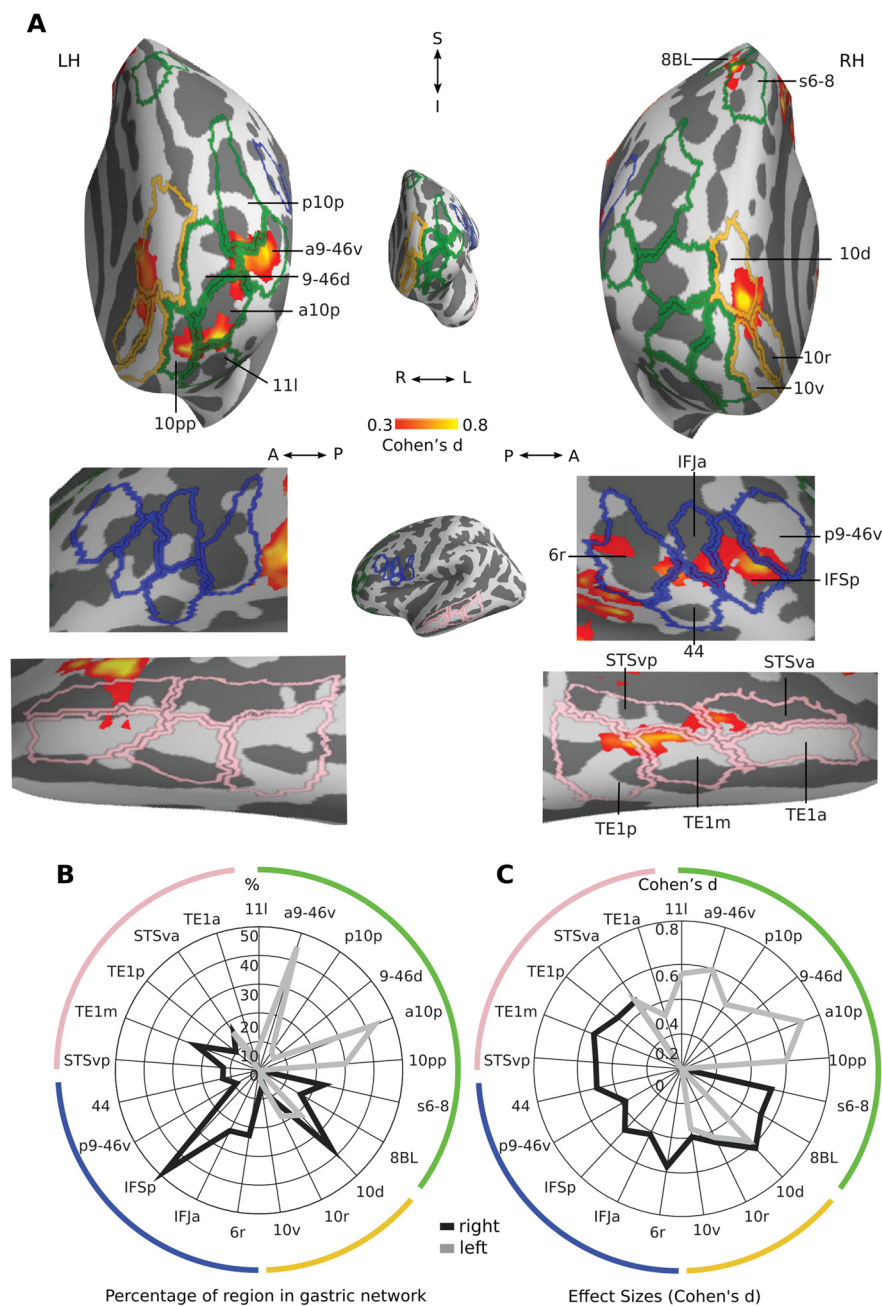 A
LH
S
I
8BL
RH
s6-8
p10p
a9-46v
9-46d
a10p
11l
10pp
10d
10r
10v
R L
0.3 0.8
Cohen's d
A P
P A
IFJa
6r
p9-46v
IFSp
44
STSvp
STSva
TE1p
TE1m
TE1a
B
%
11l
a9-46v
p10p
9-46d
a10p
10pp
s6-8
8BL
10d
10r
10v
6r
IFJa
IFSp
p9-46v
44
STSvp
TE1m
TE1p
STSva
TE1a
50
40
30
20
10
0
Percentage of region in gastric network
C
Cohen's d
11l
a9-46v
p10p
9-46d
a10p
10pp
s6-8
8BL
10d
10r
10v
6r
IFJa
IFSp
p9-46v
44
STSvp
TE1m
TE1p
STSva
TE1a
0.8
0.6
0.4
0.2
0
right
left
Effect Sizes (Cohen's d)